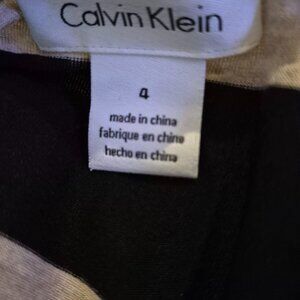 Calvin Klein
4
made in china
fabrique en chine
hecho en china